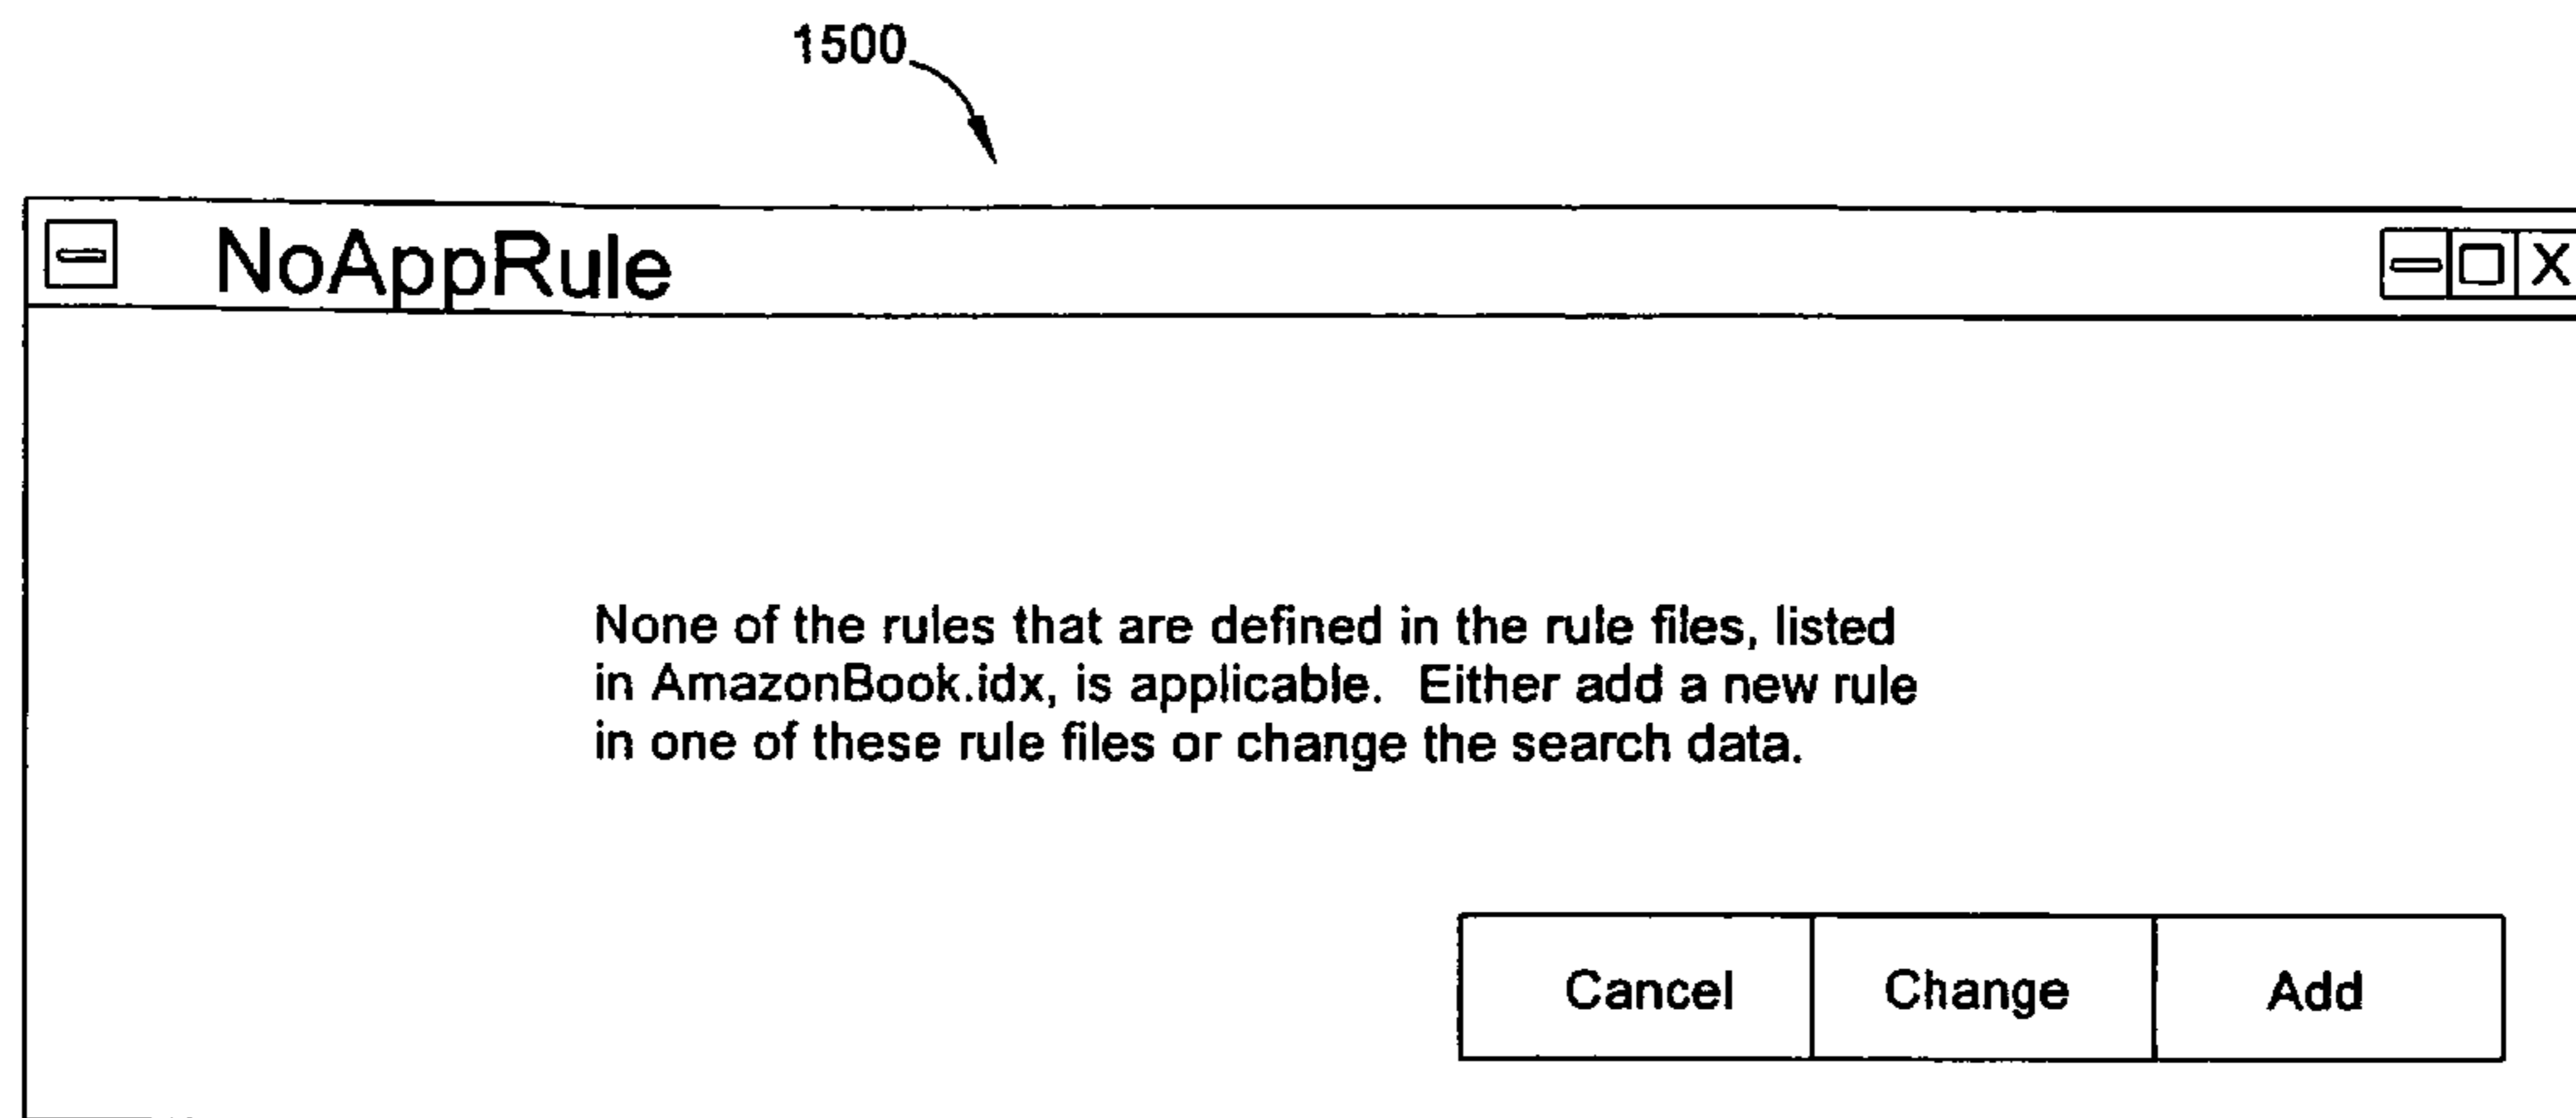 1500
NoAppRule
X
None of the rules that are defined in the rule files, listed
in AmazonBook.idx, is applicable.  Either add a new rule
in one of these rule files or change the search data.
Cancel Change Add